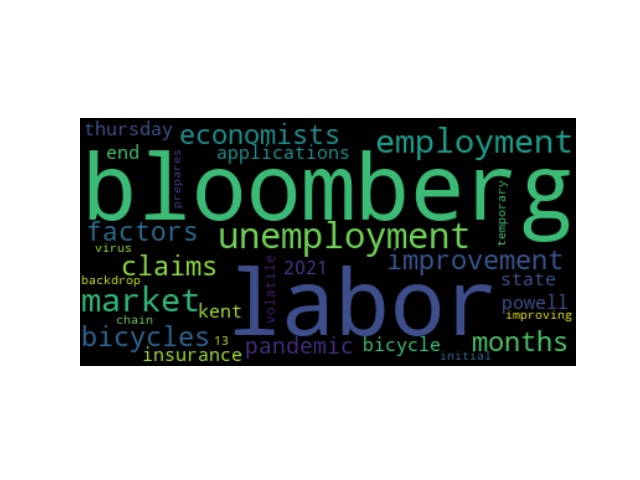 thursday
economists
employment
end
applications
prepares
bloomberg
temporary
factors
unemployment
virus
claims
volatile
2021
improvement
backdrop
labor
state
market
kent
powell
chain
improving
bicycles
13
pandemic
bicycle
months
insurance
initial